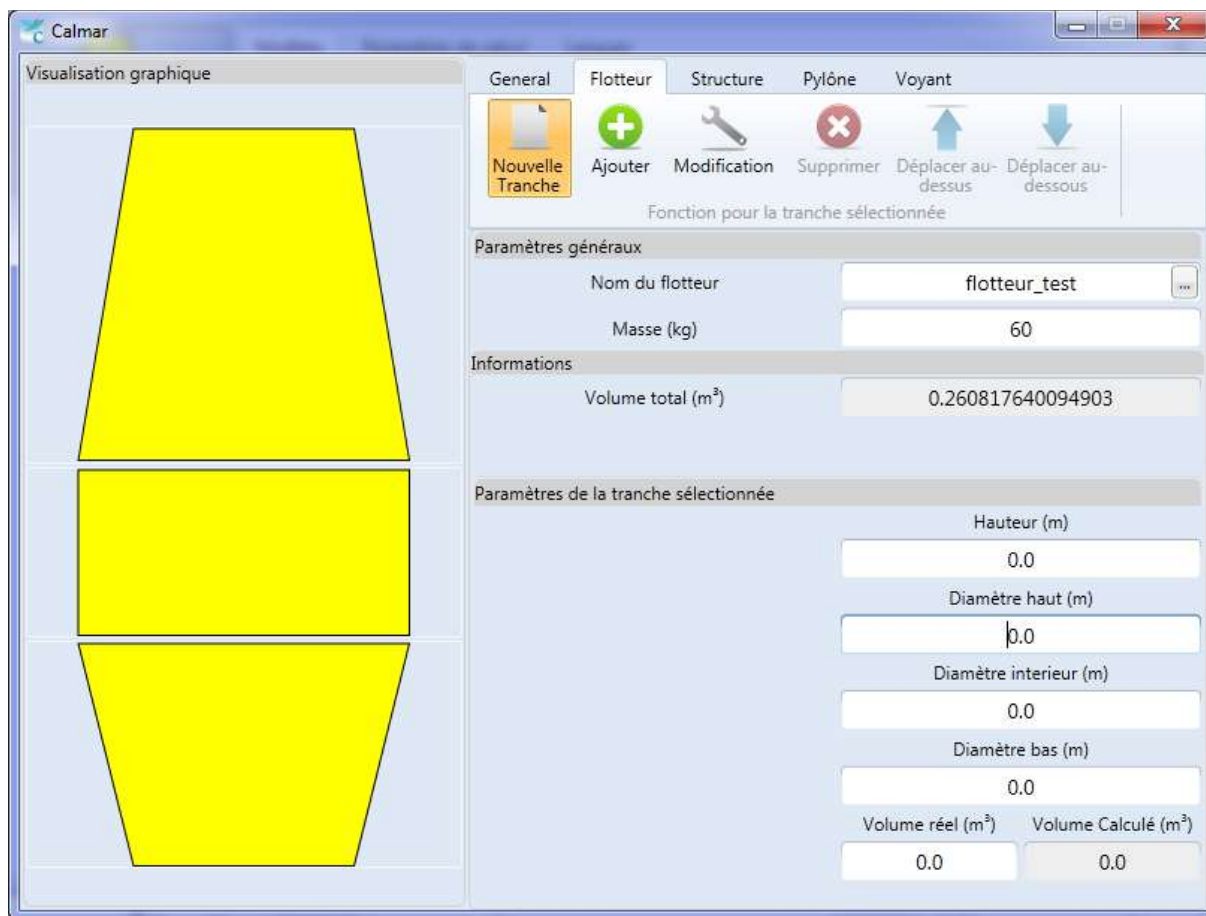 Calmar
Visualisation graphique
General Flotteur Structure Pylône Voyant
Nouvelle Tranche
Ajouter
Modification
Supprimer
Déplacer au-dessus
Déplacer au-dessous
Fonction pour la tranche sélectionnée
Paramètres généraux
Nom du flotteur flotteur_test ...
Masse (kg) 60
Informations
Volume total (m³) 0.260817640094903
Paramètres de la tranche sélectionnée
Hauteur (m)
0.0
Diamètre haut (m)
0.0
Diamètre interieur (m)
0.0
Diamètre bas (m)
0.0
Volume réel (m³) Volume Calculé (m³)
0.0 0.0